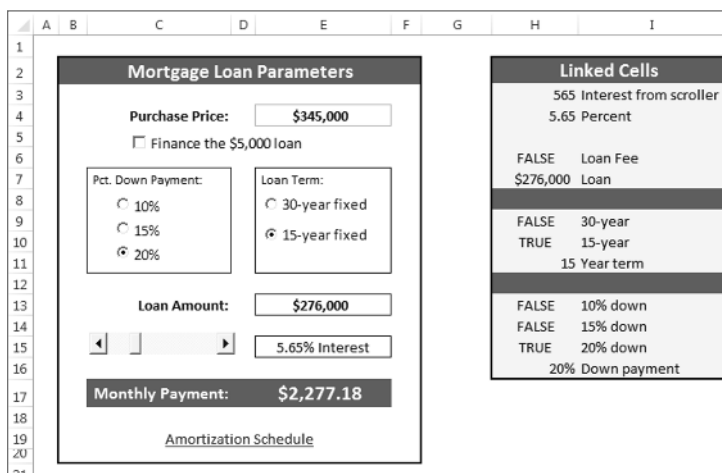 A B C D E F G H I
1
2 Mortgage Loan Parameters Linked Cells
3 565 Interest from scroller
4 Purchase Price: $345,000 5.65 Percent
5 Finance the $5,000 loan
6 FALSE Loan Fee
7 Pct. Down Payment: Loan Term: $276,000 Loan
8 10% 30-year fixed
9 15% FALSE 30-year
10 15-year fixed TRUE 15-year
11 20% 15 Year term
12
13 Loan Amount: $276,000 FALSE 10% down
14 FALSE 15% down
15 5.65% Interest TRUE 20% down
16 20% Down payment
17 Monthly Payment: $2,277.18
18
19 Amortization Schedule
20
21